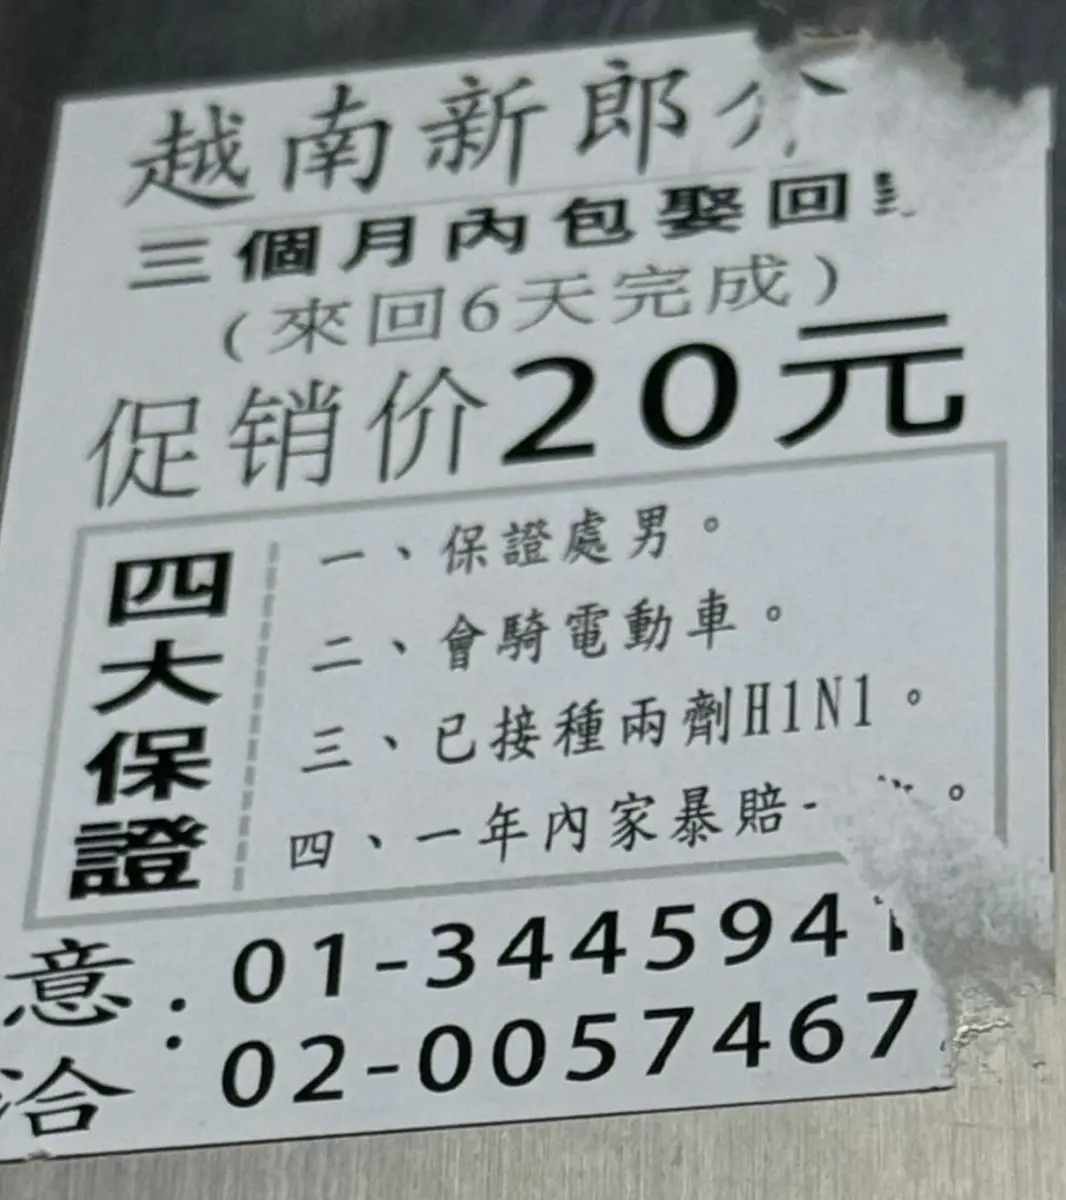 越南新郎介
三個月內包娶回
(來回6天完成)
促销价20元
四大保證
一、保證處男。
二、會騎電動車。
三、已接種兩劑H1N1。
四、一年內家暴賠一
意洽：
01-3445941
02-0057467